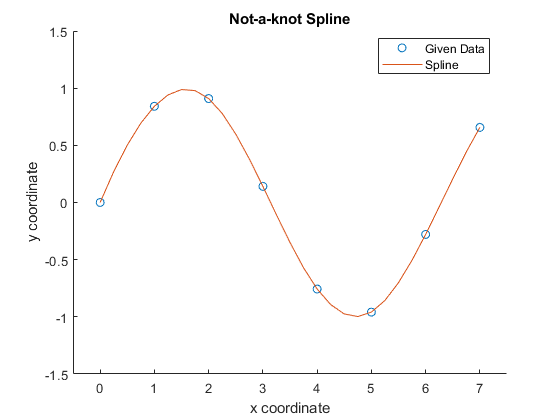 Not-a-knot Spline
1.5
1
0.5
0
-0.5
-1
-1.5
y coordinate
Given Data
Spline
0 1 2 3 4 5 6 7
x coordinate